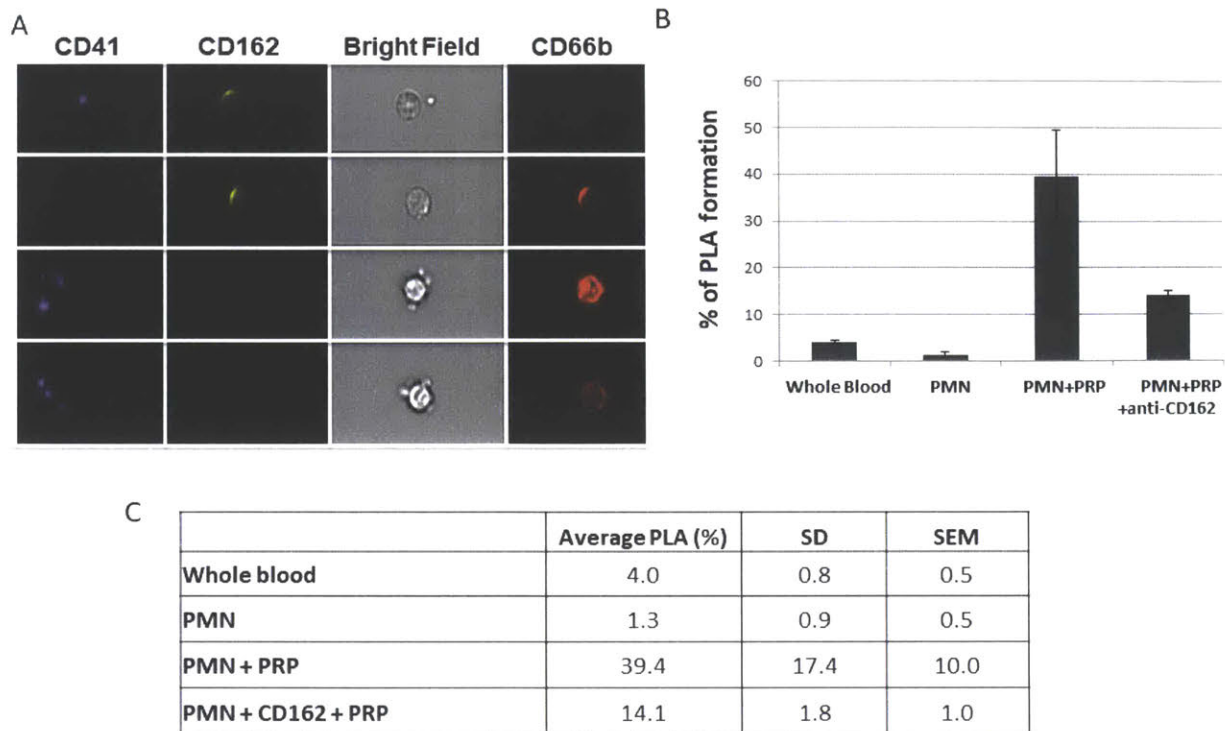 A
CD41 CD162 Bright Field CD66b
B
% of PLA formation
60
50
40
30
20
10
0
Whole Blood PMN PMN+PRP PMN+PRP
+anti-CD162
C
Average PLA (%) SD SEM
Whole blood 4.0 0.8 0.5
PMN 1.3 0.9 0.5
PMN + PRP 39.4 17.4 10.0
PMN + CD162 + PRP 14.1 1.8 1.0